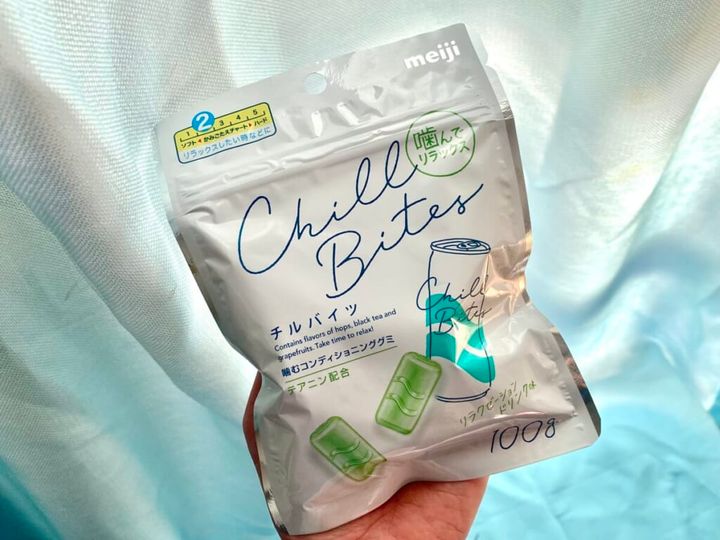 meiji
1 2 3 4 5
ソフト ◀ かみごたえチャート ▶ ハード
リラックスしたい時などに
噛んで
リラックス
Chill
Bites
チルバイツ
Contains flavors of hops, black tea and
grapefruits. Take time to relax!
噛むコンディショニンググミ
テアニン配合
Chill
Bites
リラクゼーション
ドリンク味
100g